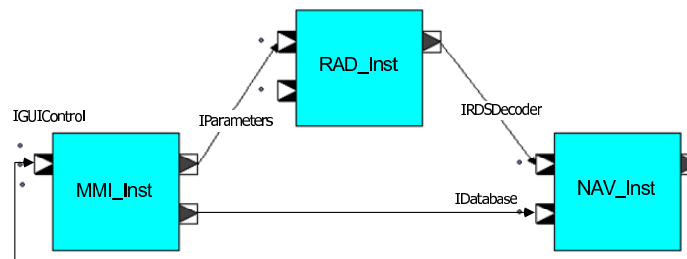 RAD_Inst
IGUIControl
IParameters
IRDSDecoder
MMI_Inst
NAV_Inst
IDatabase